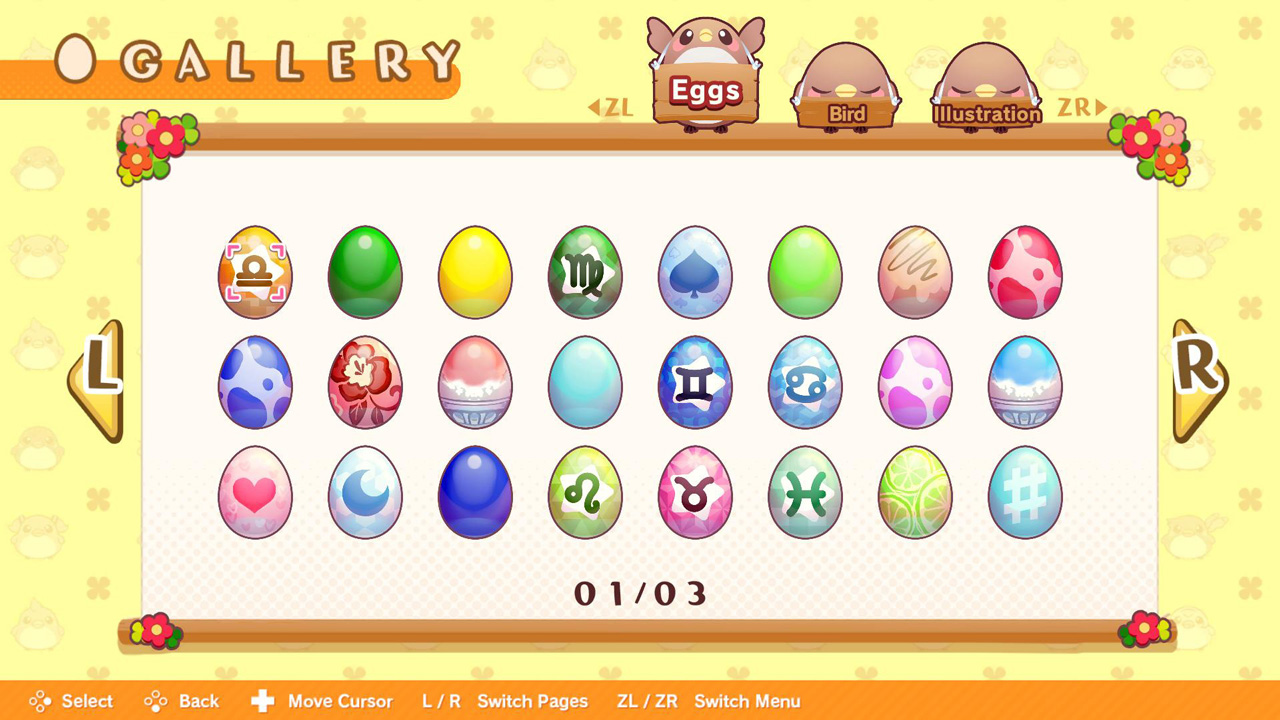 GALLERY
ZL
Eggs
Bird
Illustration
ZR
L
R
♎
♍
♊
♋
♌
♉
♓
#
01/03
Select
Back
Move Cursor
L / R Switch Pages
ZL / ZR Switch Menu